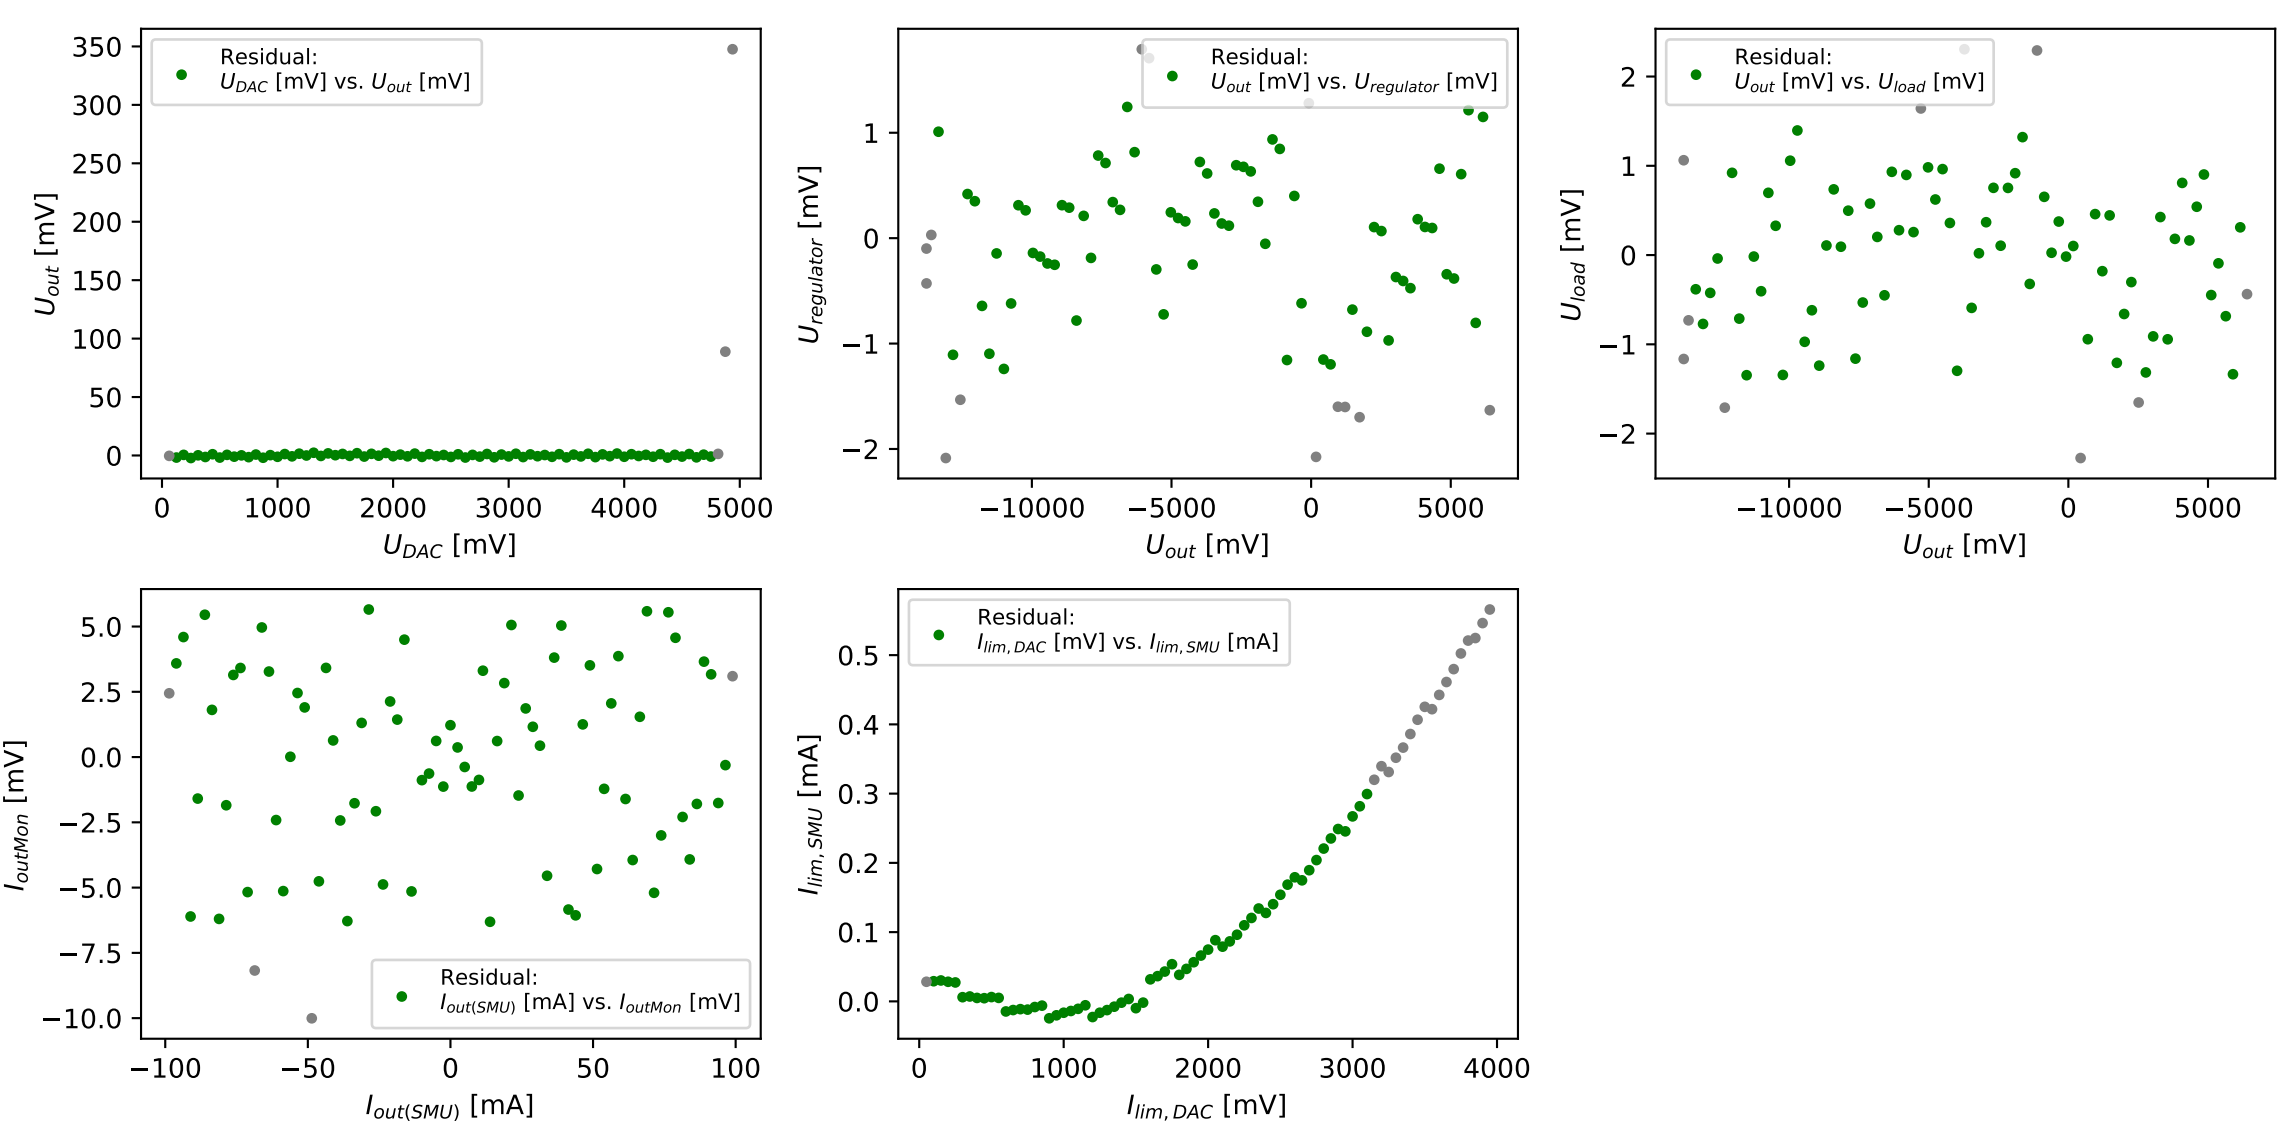 Residual:
U_DAC [mV] vs. U_out [mV]
350
300
250
200
150
100
50
0
U_out [mV]
0 1000 2000 3000 4000 5000
U_DAC [mV]
Residual:
U_out [mV] vs. U_regulator [mV]
1
0
−1
−2
U_regulator [mV]
−10000 −5000 0 5000
U_out [mV]
Residual:
U_out [mV] vs. U_load [mV]
2
1
0
−1
−2
U_load [mV]
−10000 −5000 0 5000
U_out [mV]
5.0
2.5
0.0
−2.5
−5.0
−7.5
−10.0
I_outMon [mV]
Residual:
I_out(SMU) [mA] vs. I_outMon [mV]
−100 −50 0 50 100
I_out(SMU) [mA]
Residual:
I_lim,DAC [mV] vs. I_lim,SMU [mA]
0.5
0.4
0.3
0.2
0.1
0.0
I_lim,SMU [mA]
0 1000 2000 3000 4000
I_lim,DAC [mV]